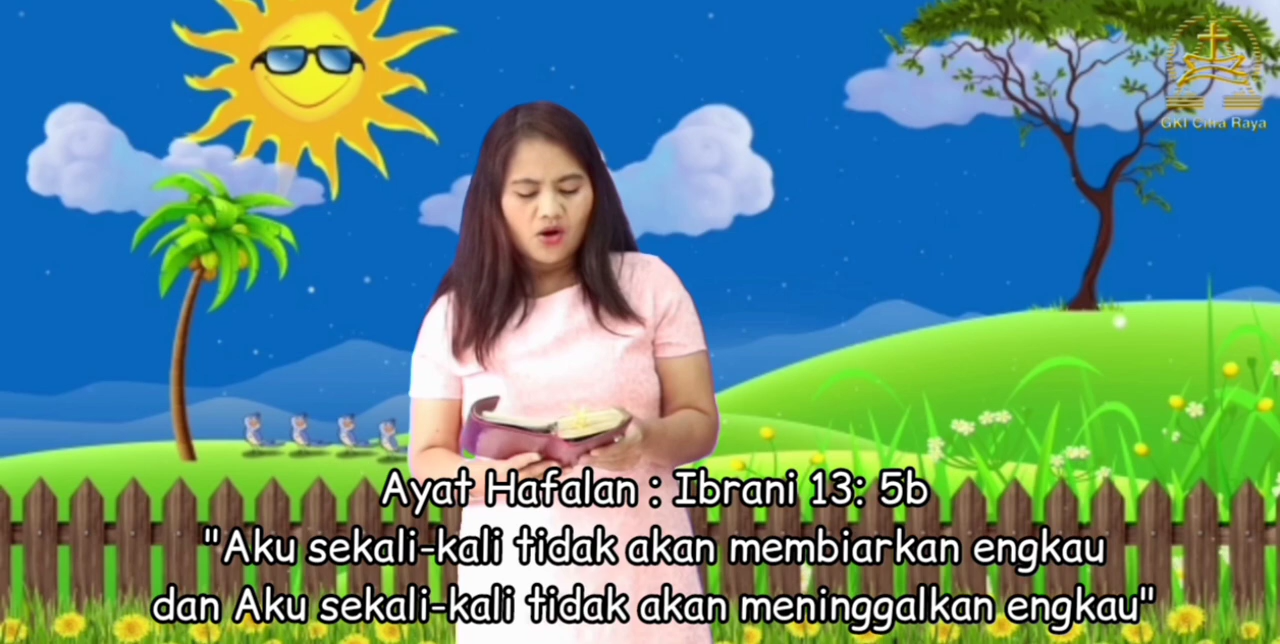 GKI Citra Raya
Ayat Hafalan : Ibrani 13: 5b
"Aku sekali-kali tidak akan membiarkan engkau
dan Aku sekali-kali tidak akan meninggalkan engkau"